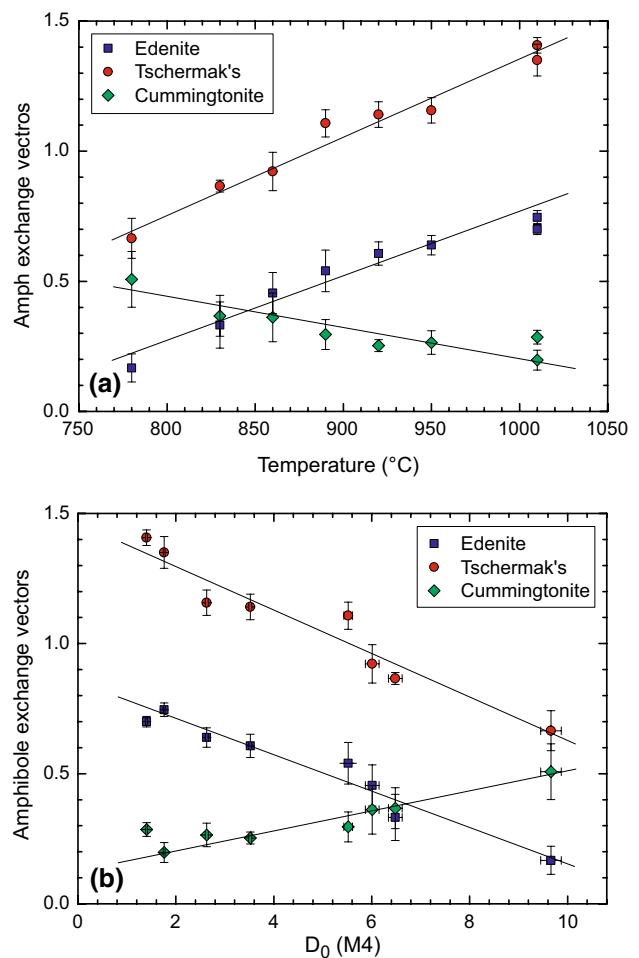 Edenite
Tschermak's
Cummingtonite
1.5
1.0
0.5
0.0
Amph exchange vectros
(a)
750 800 850 900 950 1000 1050
Temperature (°C)
Edenite
Tschermak's
Cummingtonite
1.5
1.0
0.5
0.0
Amphibole exchange vectors
(b)
0 2 4 6 8 10
D₀ (M4)